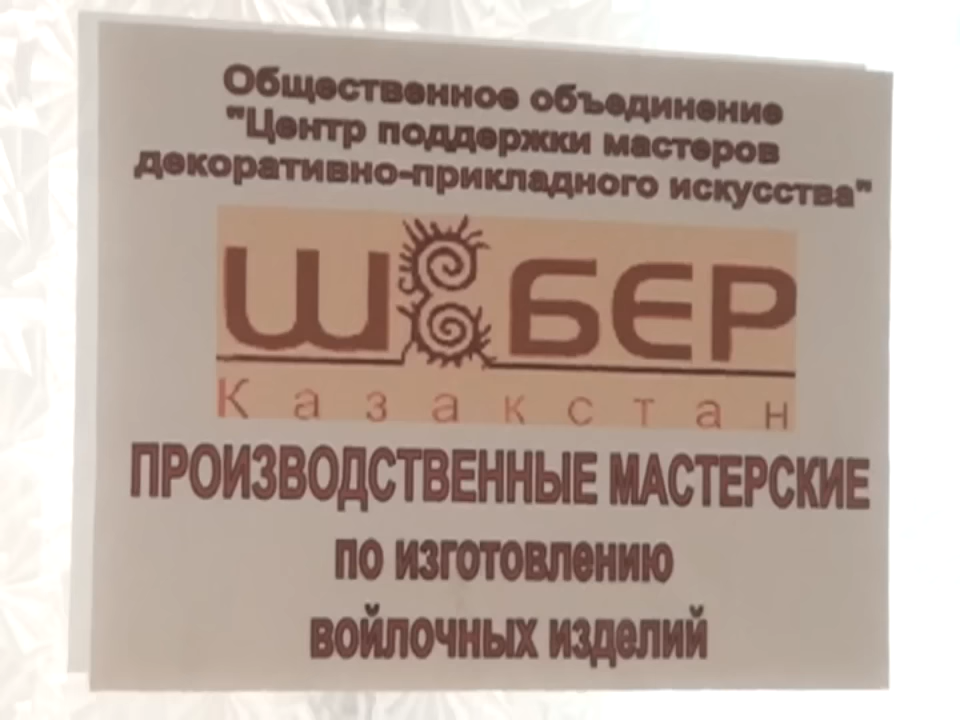 Общественное объединение
"Центр поддержки мастеров
декоративно-прикладного искусства"
ШЕБЕР
Казакстан
ПРОИЗВОДСТВЕННЫЕ МАСТЕРСКИЕ
по изготовлению
войлочных изделий